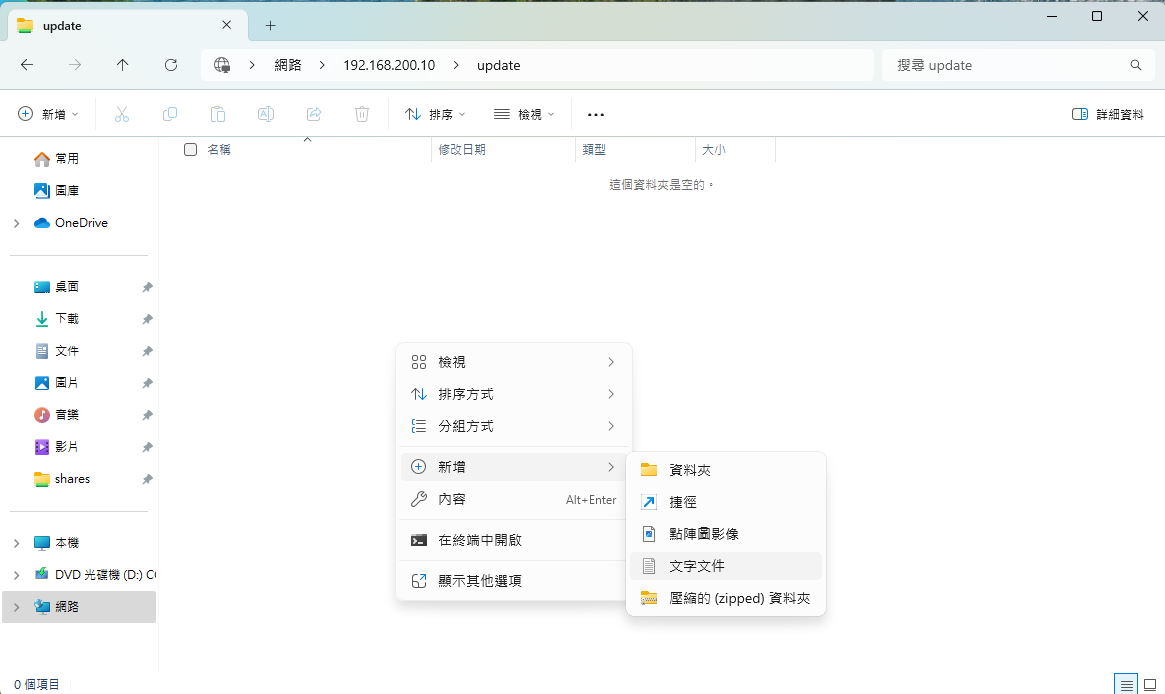 update
網路 192.168.200.10 update
搜尋 update
新增
排序
檢視
詳細資料
名稱 修改日期 類型 大小
這個資料夾是空的。
常用
圖庫
OneDrive
桌面
下載
文件
圖片
音樂
影片
shares
本機
DVD 光碟機 (D:)
網路
檢視
排序方式
分組方式
新增
內容 Alt+Enter
在終端中開啟
顯示其他選項
資料夾
捷徑
點陣圖影像
文字文件
壓縮的 (zipped) 資料夾
0 個項目